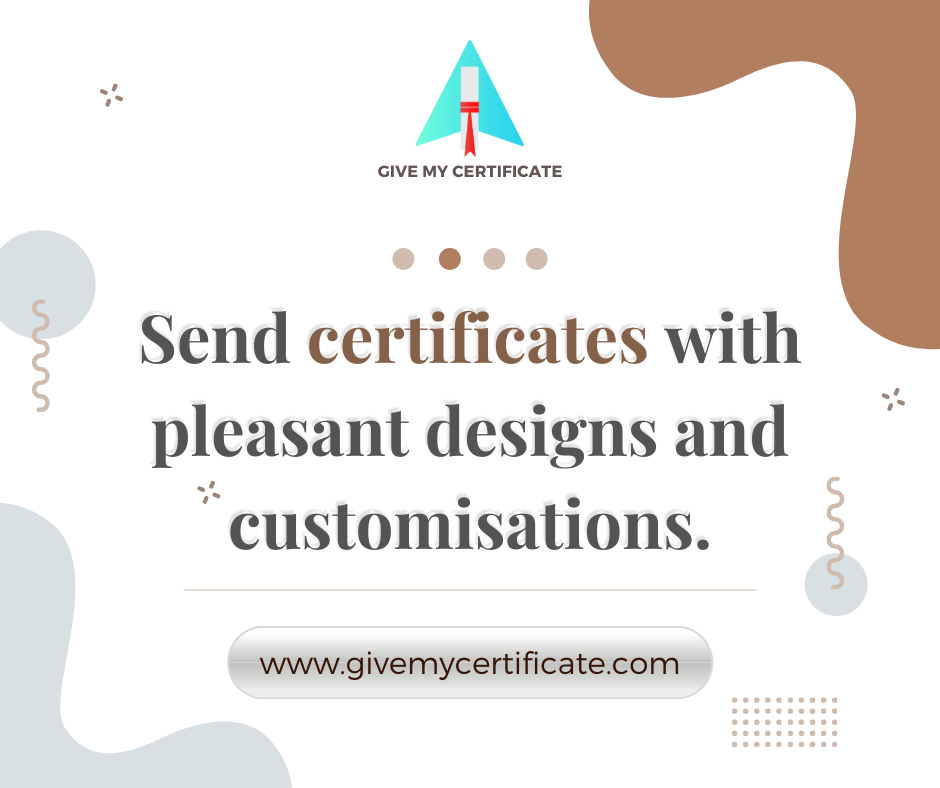 GIVE MY CERTIFICATE
Send certificates with
pleasant designs and
customisations.
www.givemycertificate.com